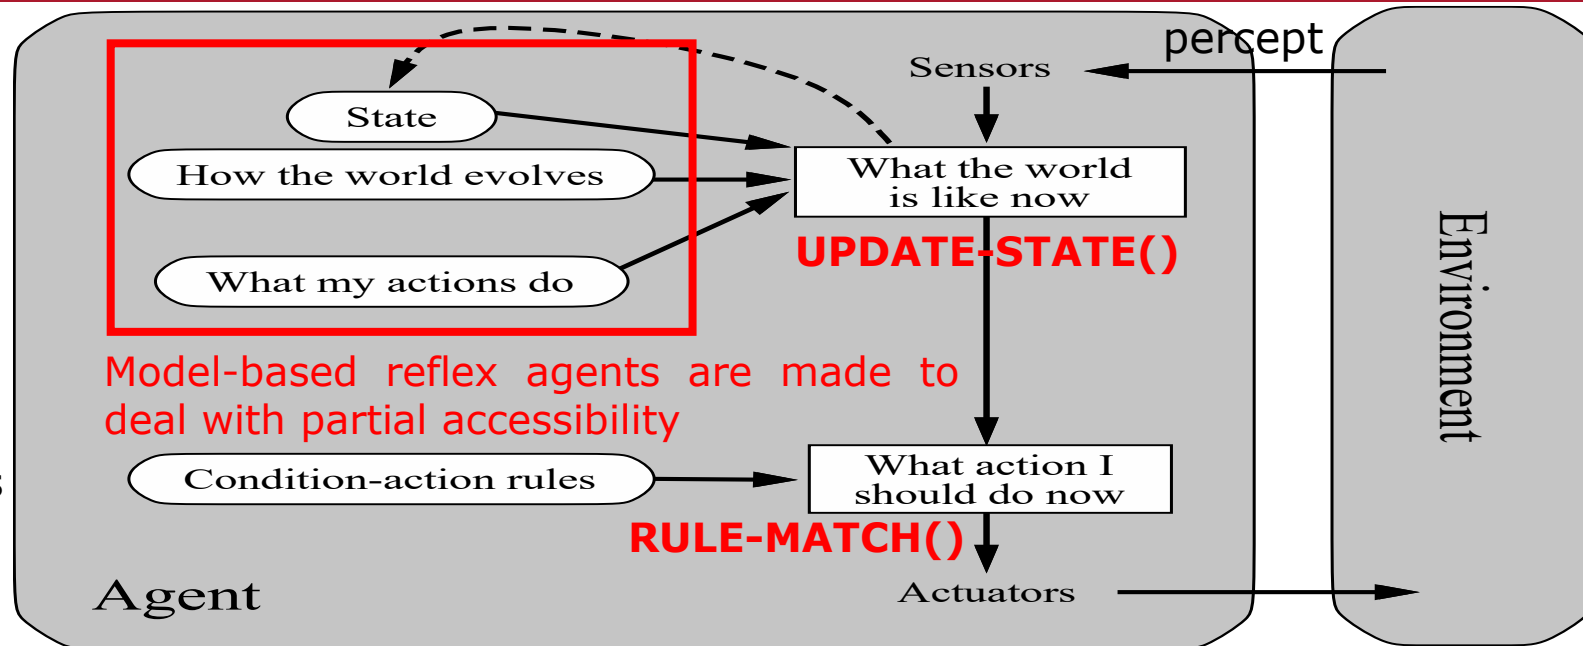 percept
Sensors
State
How the world evolves
What my actions do
What the world
is like now
UPDATE-STATE()
Environment
Model-based reflex agents are made to
deal with partial accessibility
s
Condition-action rules
What action I
should do now
RULE-MATCH()
Agent
Actuators